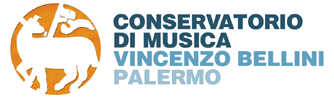 CONSERVATORIO
DI MUSICA
VINCENZO BELLINI
PALERMO